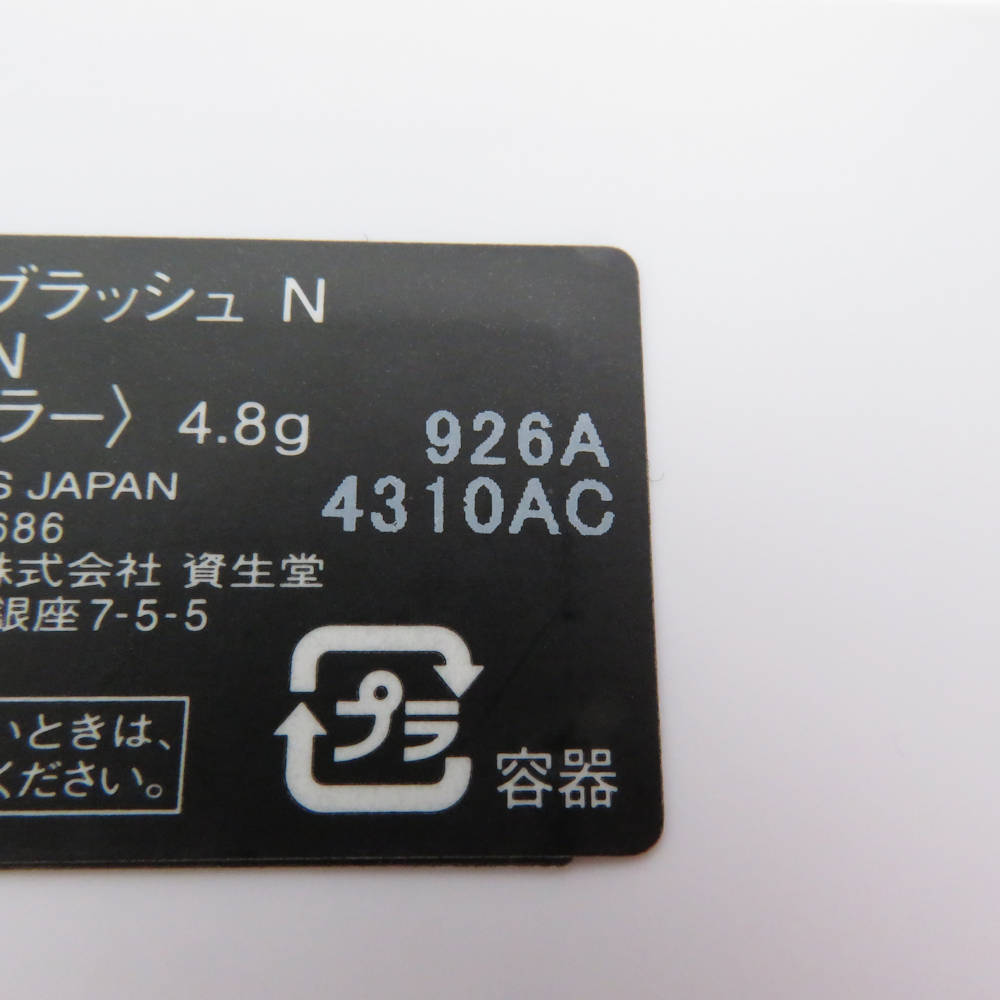 ブラッシュ N
N
ラー〉 4.8g
926A
S JAPAN
4310AC
686
株式会社 資生堂
銀座7-5-5
プラ
いときは、
ください。
容器